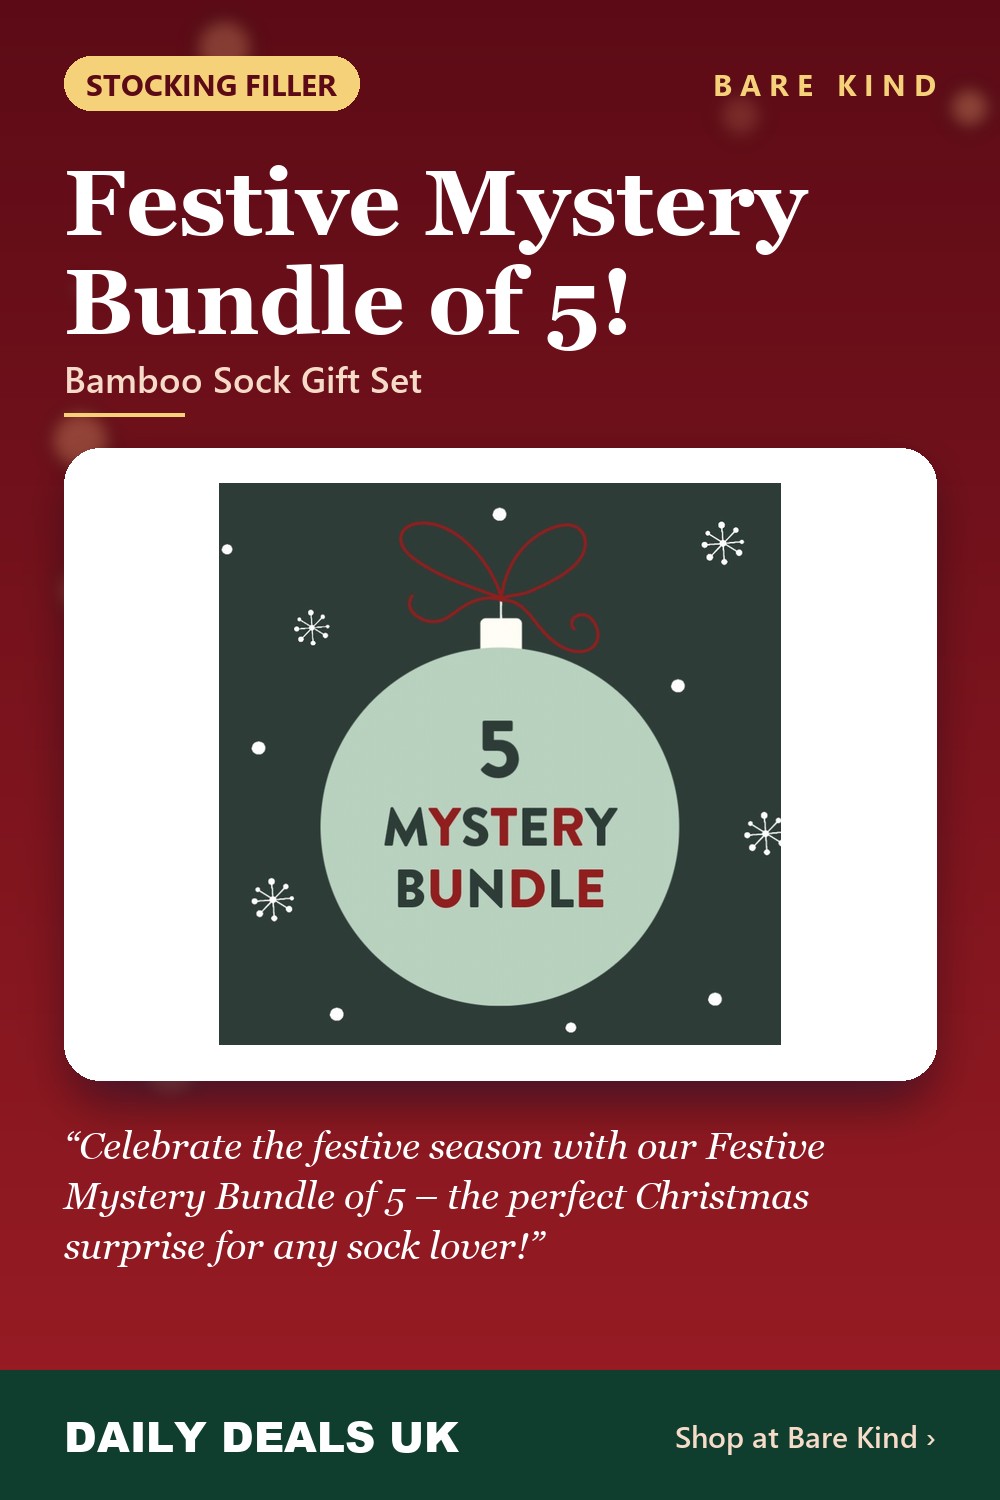 STOCKING FILLER
BARE KIND
Festive Mystery
Bundle of 5!
Bamboo Sock Gift Set
5
MYSTERY
BUNDLE
“Celebrate the festive season with our Festive
Mystery Bundle of 5 – the perfect Christmas
surprise for any sock lover!”
DAILY DEALS UK
Shop at Bare Kind ›